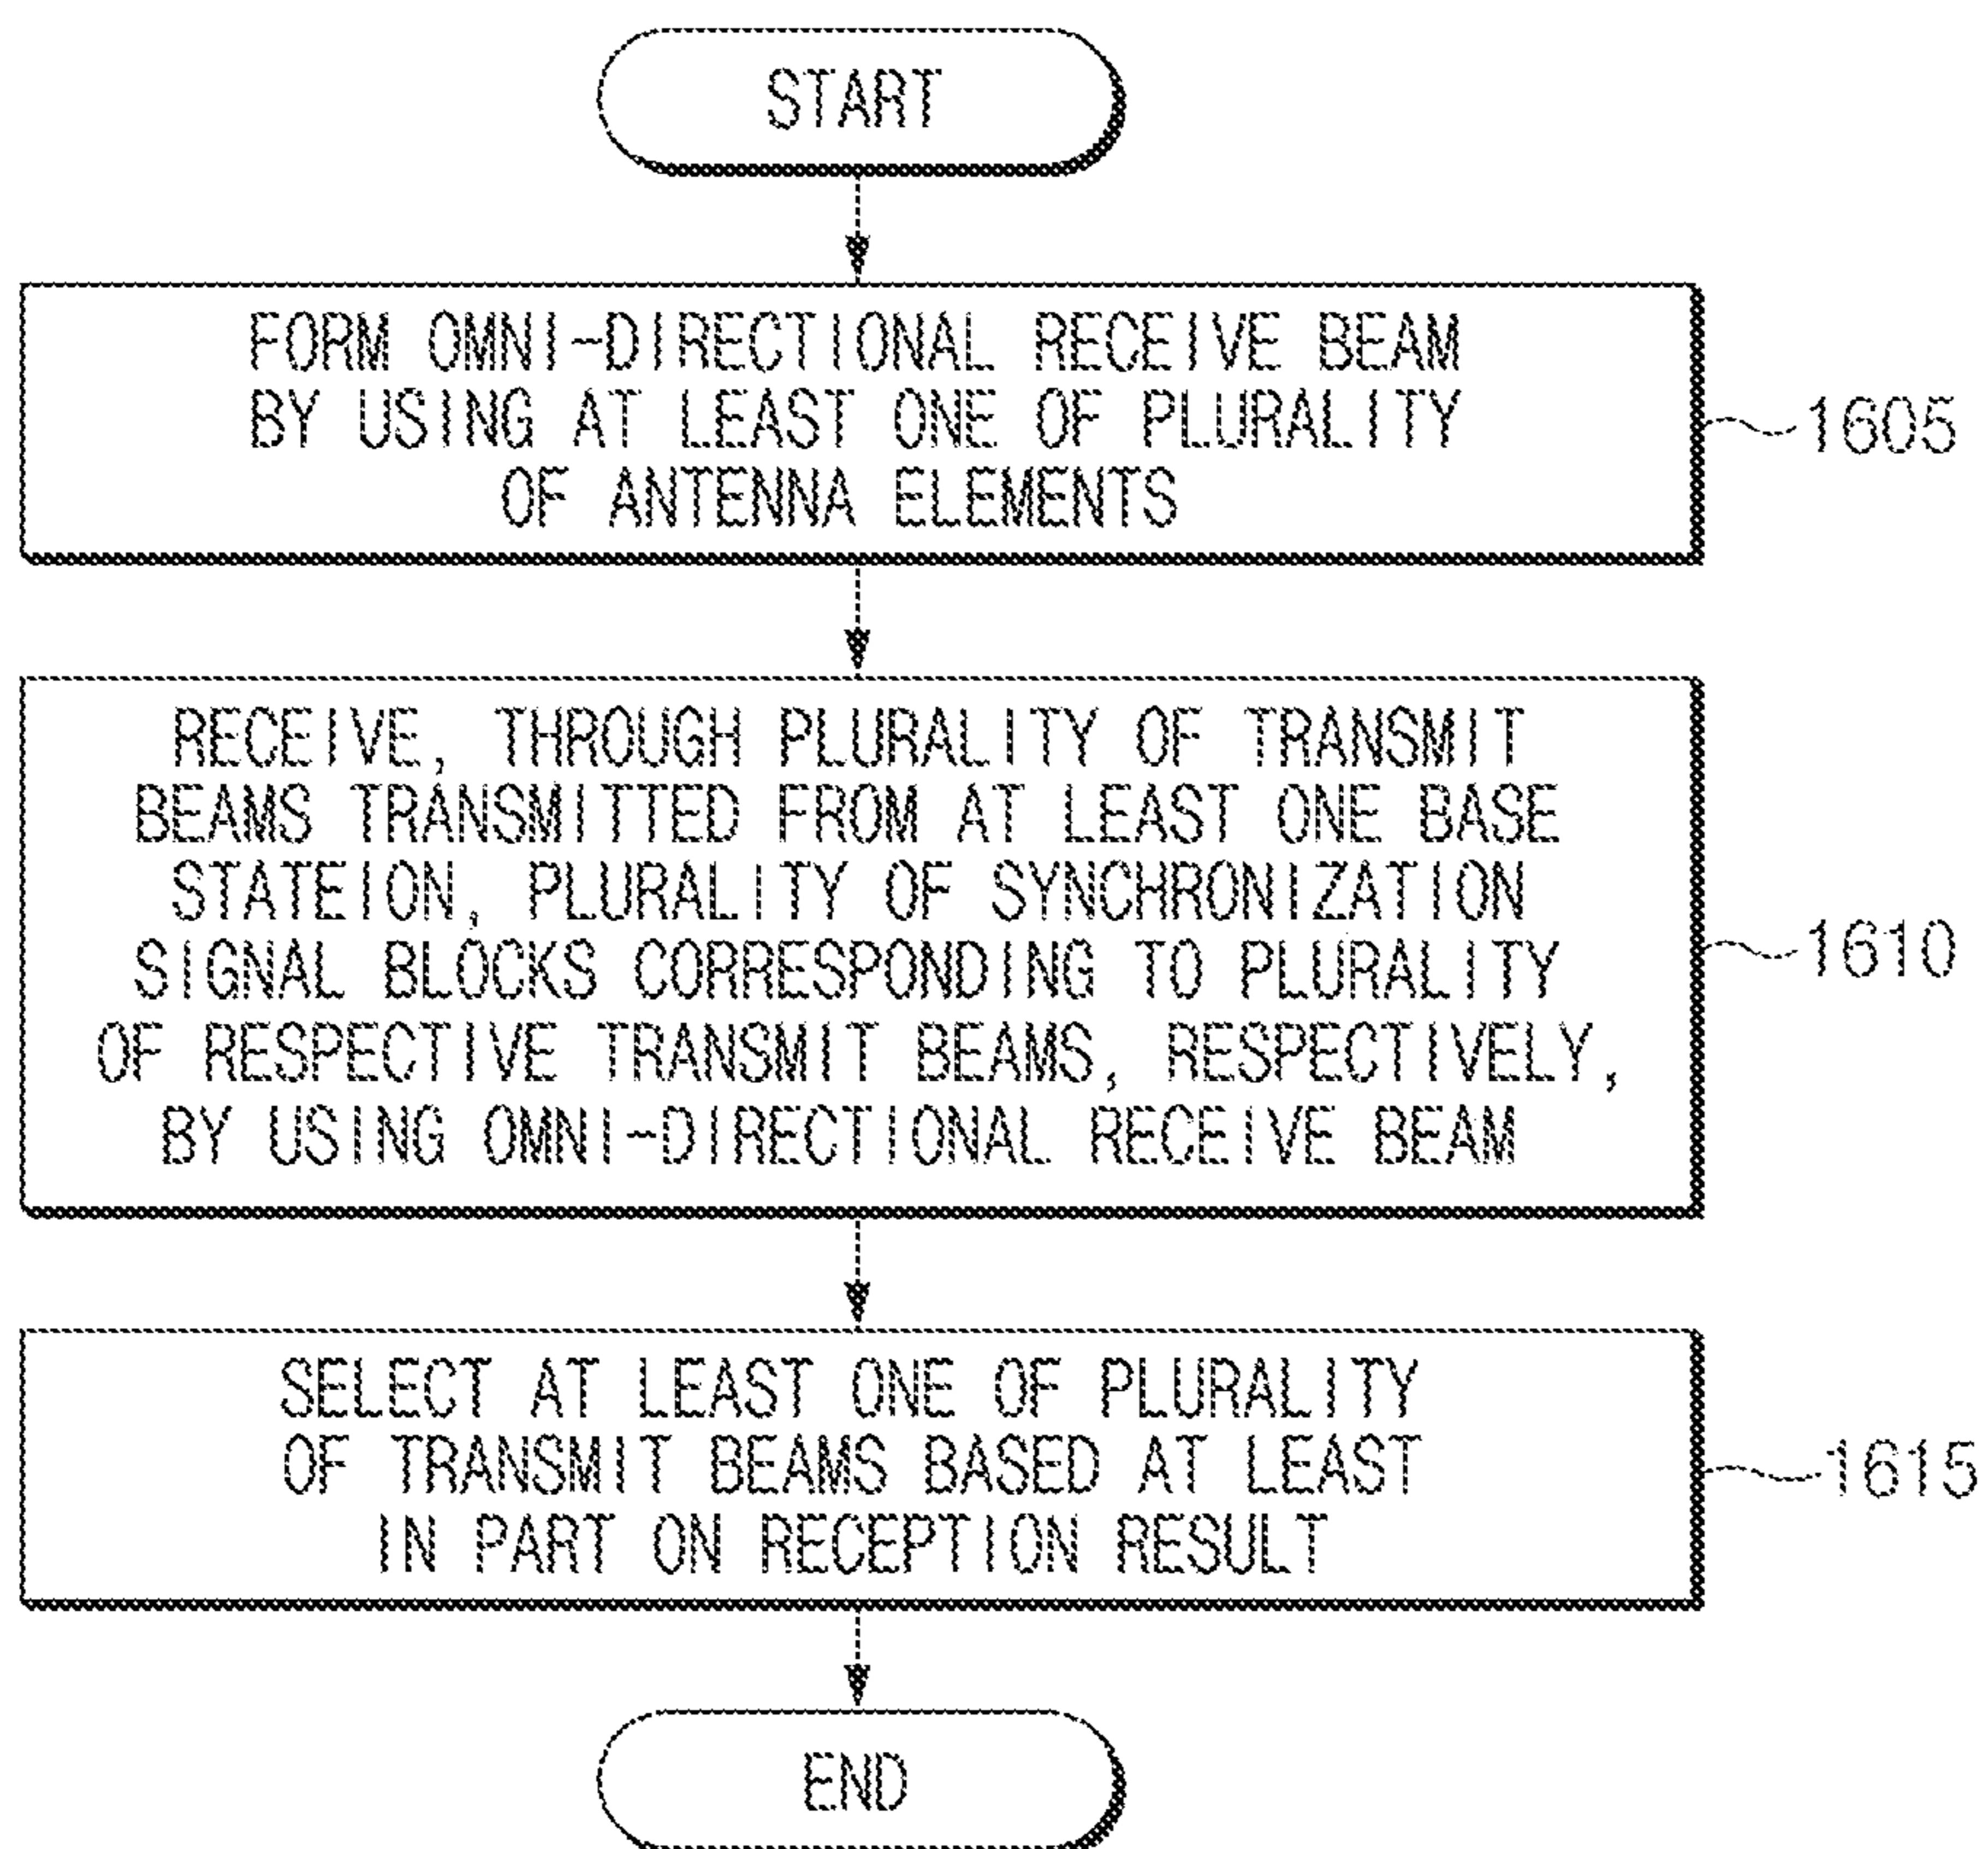 START
FORM OMNI-DIRECTIONAL RECEIVE BEAM
BY USING AT LEAST ONE OF PLURALITY
OF ANTENNA ELEMENTS
1605
RECEIVE, THROUGH PLURALITY OF TRANSMIT
BEAMS TRANSMITTED FROM AT LEAST ONE BASE
STATEION, PLURALITY OF SYNCHRONIZATION
SIGNAL BLOCKS CORRESPONDING TO PLURALITY
OF RESPECTIVE TRANSMIT BEAMS, RESPECTIVELY,
BY USING OMNI-DIRECTIONAL RECEIVE BEAM
1610
SELECT AT LEAST ONE OF PLURALITY
OF TRANSMIT BEAMS BASED AT LEAST
IN PART ON RECEPTION RESULT
1615
END